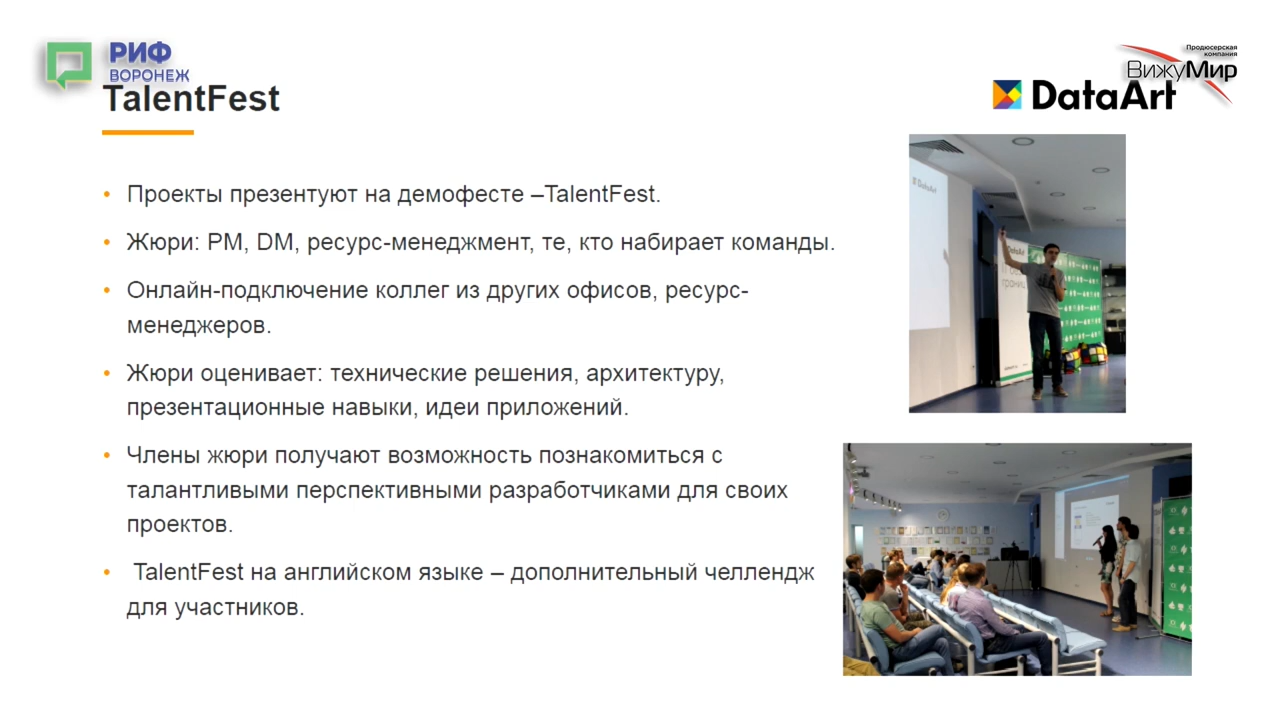 РИФ
ВОРОНЕЖ
TalentFest
Продюсерская
компания
ВижуМир
DataArt
• Проекты презентуют на демофесте –TalentFest.
• Жюри: PM, DM, ресурс-менеджмент, те, кто набирает команды.
• Онлайн-подключение коллег из других офисов, ресурс-
менеджеров.
• Жюри оценивает: технические решения, архитектуру,
презентационные навыки, идеи приложений.
• Члены жюри получают возможность познакомиться с
талантливыми перспективными разработчиками для своих
проектов.
• TalentFest на английском языке – дополнительный челлендж
для участников.
DataArt
DataArt